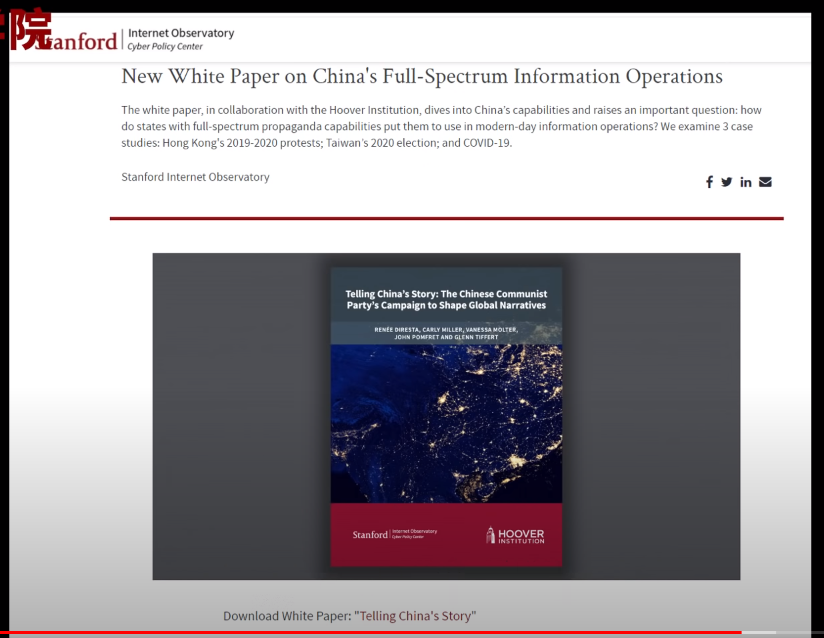 院
Stanford | Internet Observatory
Cyber Policy Center
New White Paper on China's Full-Spectrum Information Operations
The white paper, in collaboration with the Hoover Institution, dives into China's capabilities and raises an important question: how
do states with full-spectrum propaganda capabilities put them to use in modern-day information operations? We examine 3 case
studies: Hong Kong's 2019-2020 protests; Taiwan's 2020 election; and COVID-19.
Stanford Internet Observatory
Telling China's Story: The Chinese Communist
Party's Campaign to Shape Global Narratives
RENÉE DIRESTA, CARLY MILLER, VANESSA MOLTER,
JOHN POMFRET AND GLENN TIFFERT
Stanford | Internet Observatory
Cyber Policy Center
HOOVER
INSTITUTION
Download White Paper: "Telling China's Story"